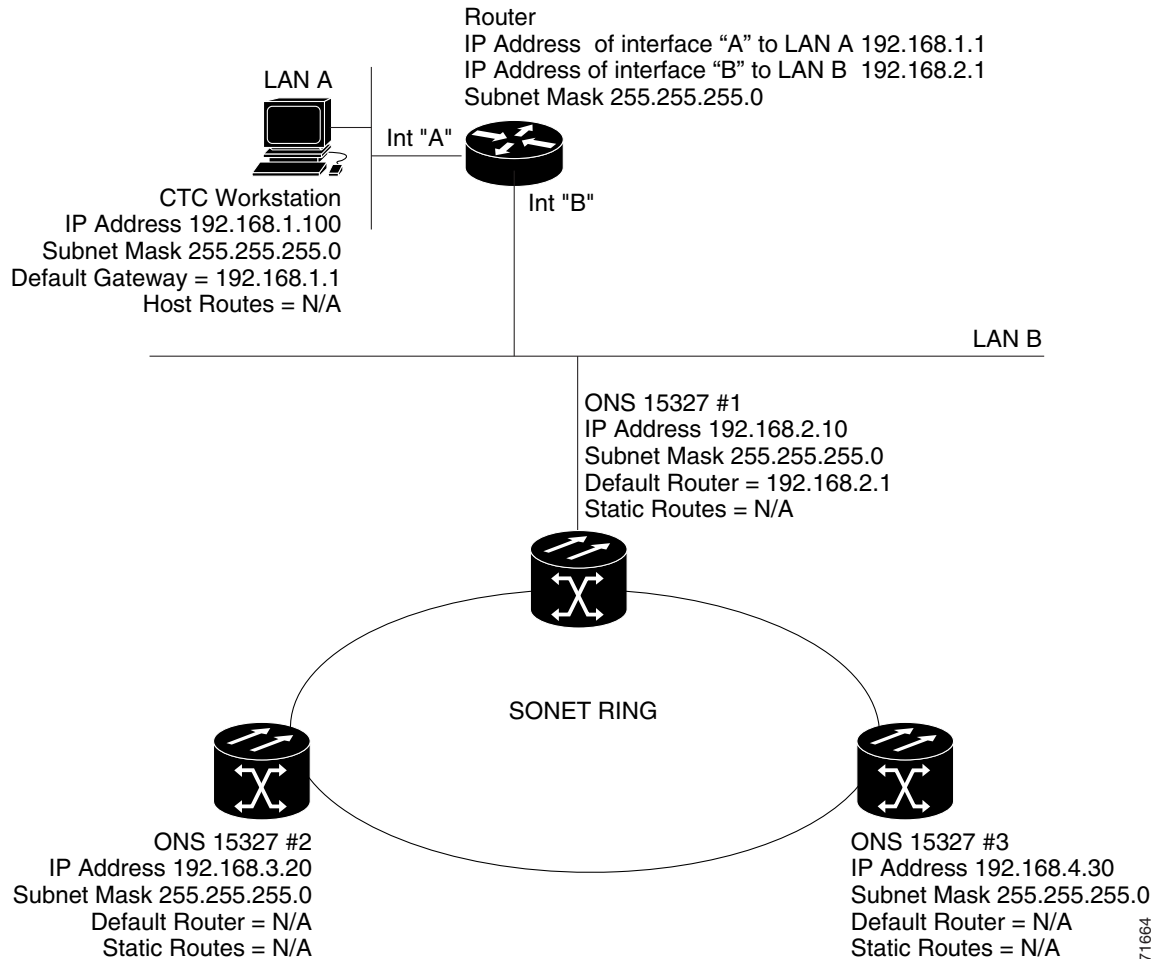 Router
IP Address of interface “A” to LAN A 192.168.1.1
IP Address of interface “B” to LAN B 192.168.2.1
Subnet Mask 255.255.255.0
LAN A
Int "A"
Int "B"
CTC Workstation
IP Address 192.168.1.100
Subnet Mask 255.255.255.0
Default Gateway = 192.168.1.1
Host Routes = N/A
LAN B
ONS 15327 #1
IP Address 192.168.2.10
Subnet Mask 255.255.255.0
Default Router = 192.168.2.1
Static Routes = N/A
SONET RING
ONS 15327 #2
IP Address 192.168.3.20
Subnet Mask 255.255.255.0
Default Router = N/A
Static Routes = N/A
ONS 15327 #3
IP Address 192.168.4.30
Subnet Mask 255.255.255.0
Default Router = N/A
Static Routes = N/A
71664